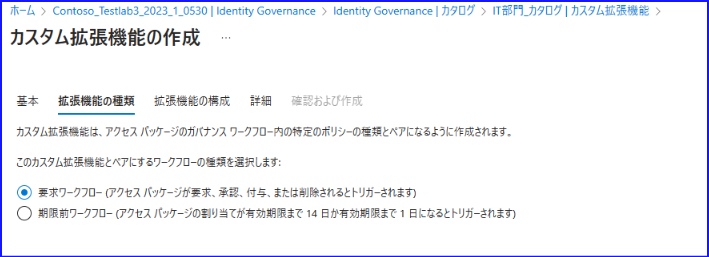 ホーム > Contoso_Testlab3_2023_1_0530 | Identity Governance > Identity Governance | カタログ > IT部門_カタログ | カスタム拡張機能 >
カスタム拡張機能の作成 …
基本 拡張機能の種類 拡張機能の構成 詳細 確認および作成
カスタム拡張機能は、アクセス パッケージのガバナンス ワークフロー内の特定のポリシーの種類とペアになるように作成されます。
このカスタム拡張機能とペアにするワークフローの種類を選択します:
要求ワークフロー (アクセス パッケージが要求、承認、付与、または削除されるとトリガーされます)
期限前ワークフロー (アクセス パッケージの割り当てが有効期限まで 14 日か有効期限まで 1 日になるとトリガーされます)